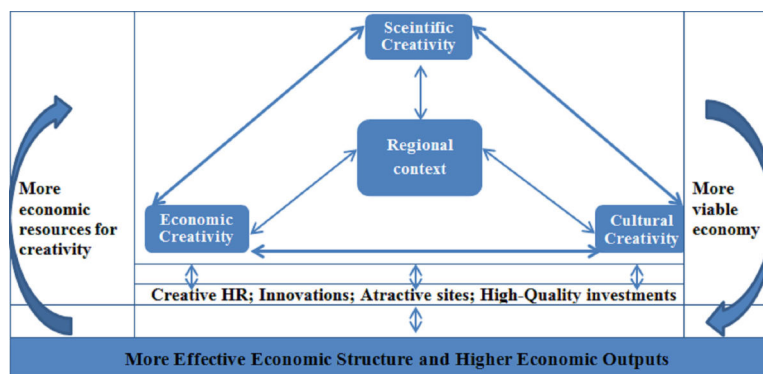 Sceintific
Creativity
Regional
context
More
economic
resources for
creativity
Economic
Creativity
Cultural
Creativity
More
viable
economy
Creative HR; Innovations; Atractive sites; High-Quality investments
More Effective Economic Structure and Higher Economic Outputs